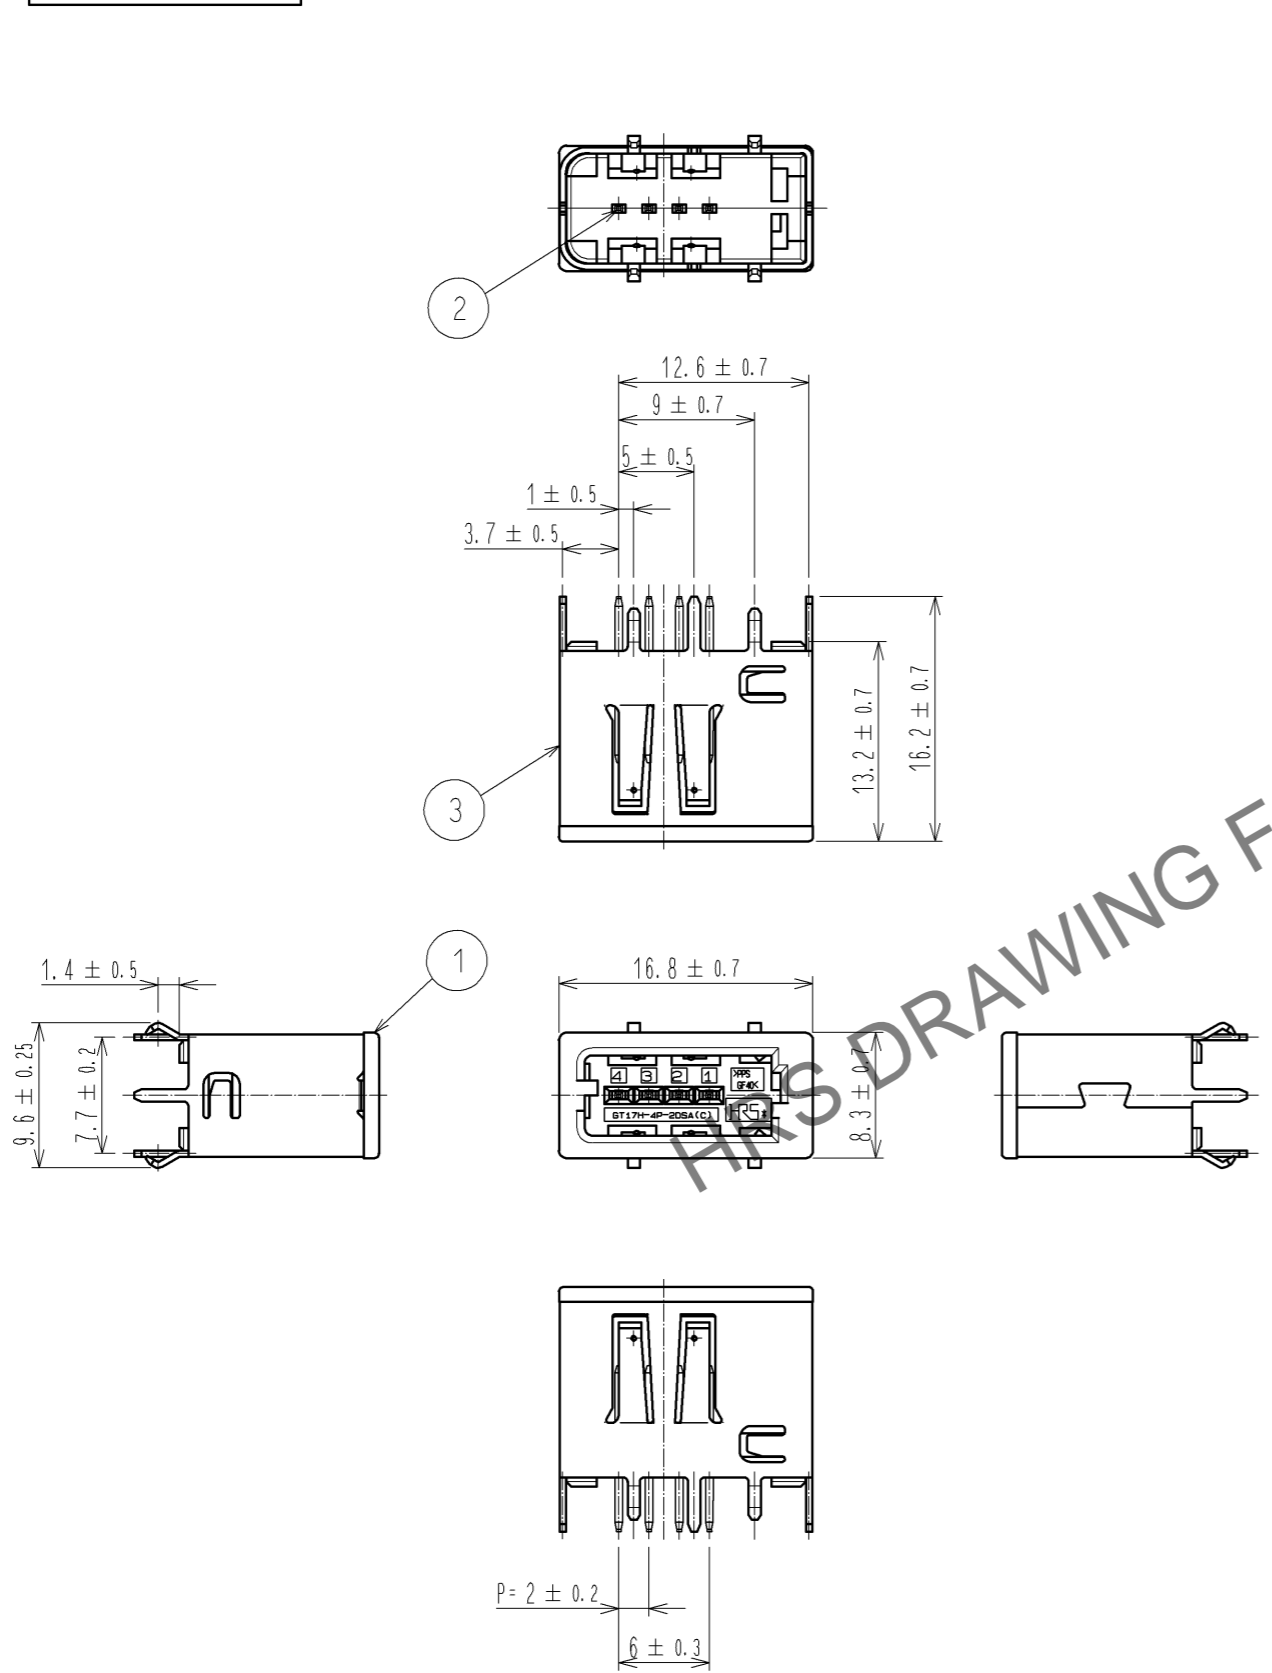 2
12.6 ± 0.7
9 ± 0.7
5 ± 0.5
1 ± 0.5
3.7 ± 0.5
13.2 ± 0.7
16.2 ± 0.7
3
1
1.4 ± 0.5
9.6 ± 0.25
7.7 ± 0.2
16.8 ± 0.7
8.3 ± 0.7
4 3 2 1
>PPS
GF40<
GT17H-4P-2DSA(C)
HRS
HRS DRAWING F
P= 2 ± 0.2
6 ± 0.3